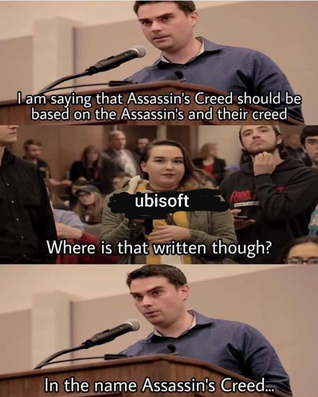 I am saying that Assassin's Creed should be
based on the Assassin's and their creed
ubisoft
Where is that written though?
In the name Assassin's Creed...